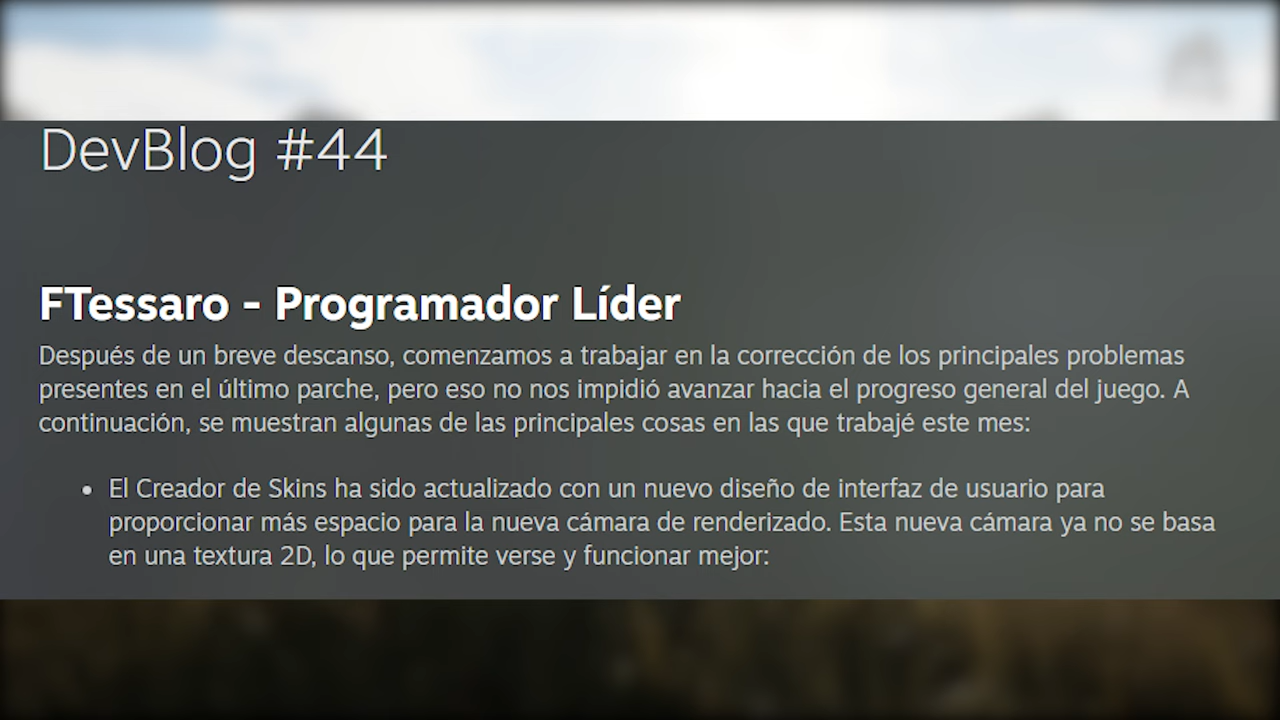 DevBlog #44
FTessaro - Programador Líder
Después de un breve descanso, comenzamos a trabajar en la corrección de los principales problemas
presentes en el último parche, pero eso no nos impidió avanzar hacia el progreso general del juego. A
continuación, se muestran algunas de las principales cosas en las que trabajé este mes:
• El Creador de Skins ha sido actualizado con un nuevo diseño de interfaz de usuario para
proporcionar más espacio para la nueva cámara de renderizado. Esta nueva cámara ya no se basa
en una textura 2D, lo que permite verse y funcionar mejor: